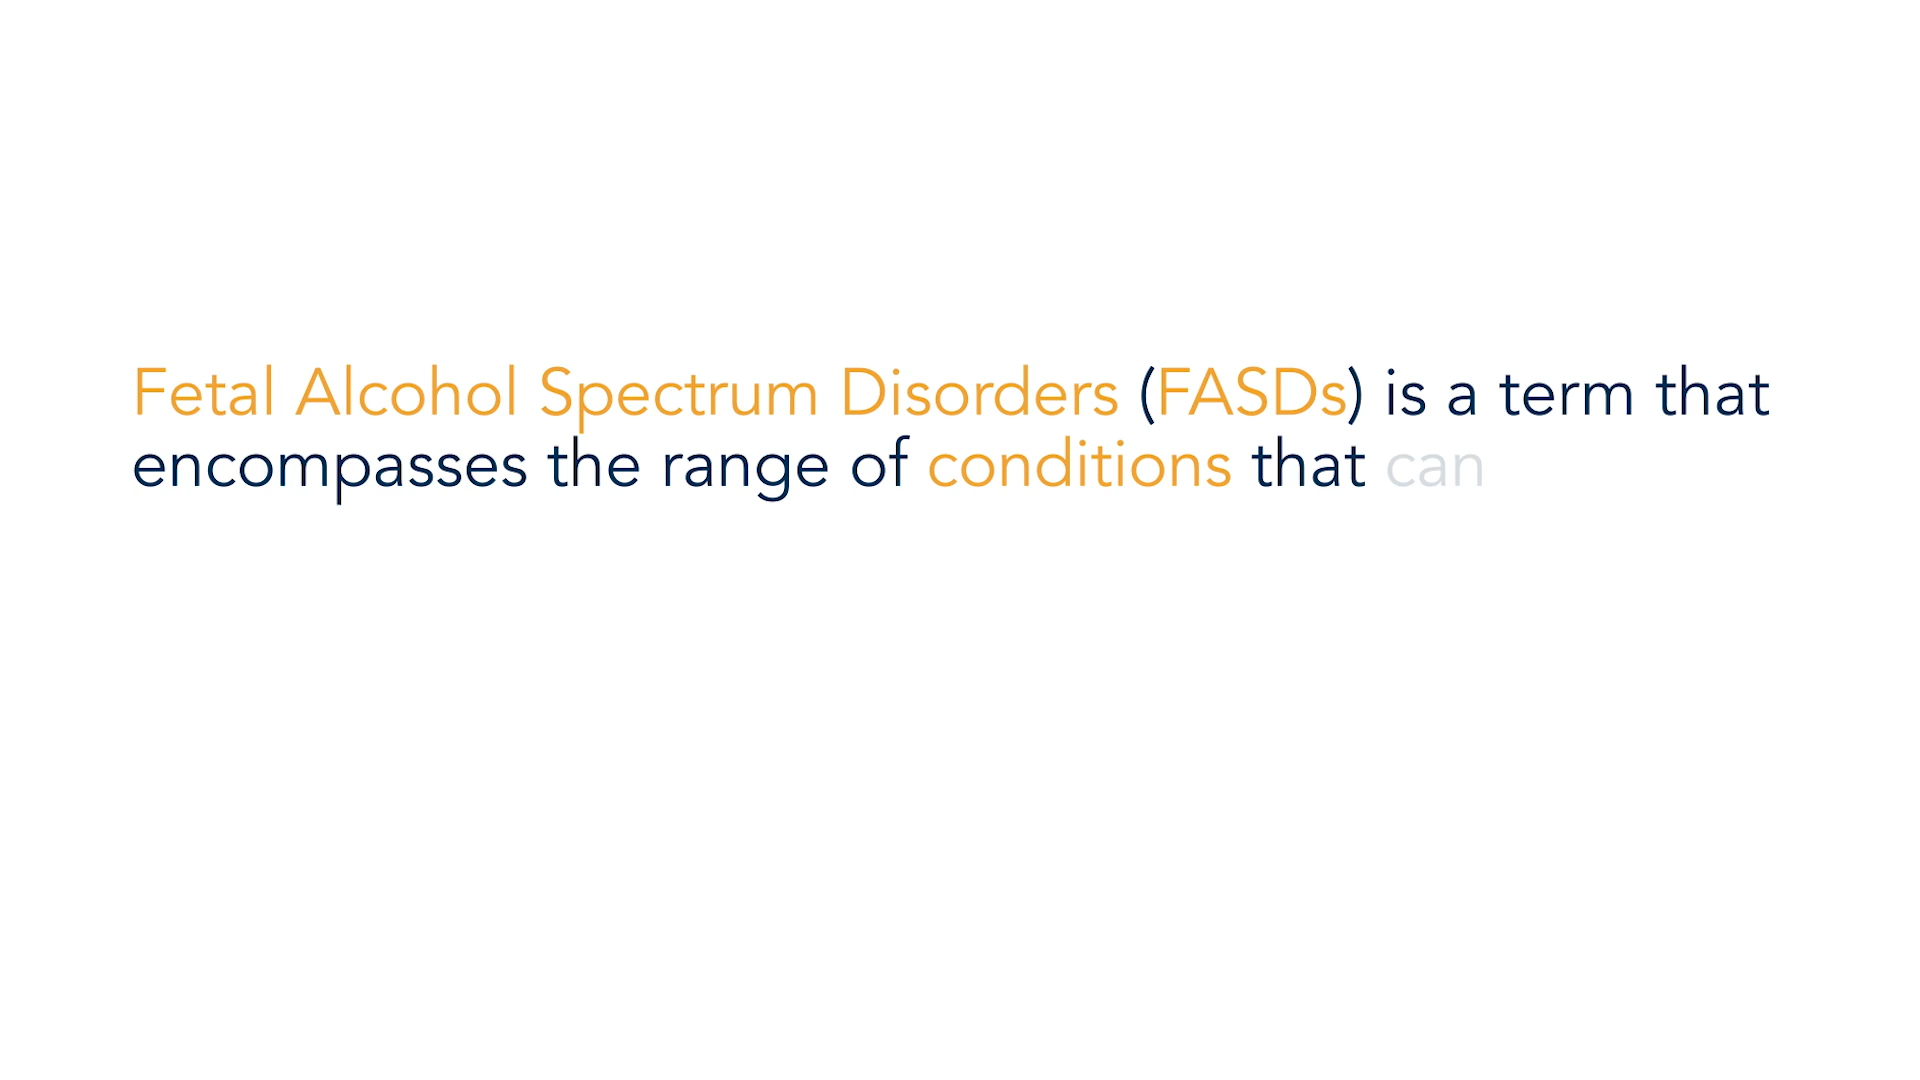 Fetal Alcohol Spectrum Disorders (FASDs) is a term that
encompasses the range of conditions that can